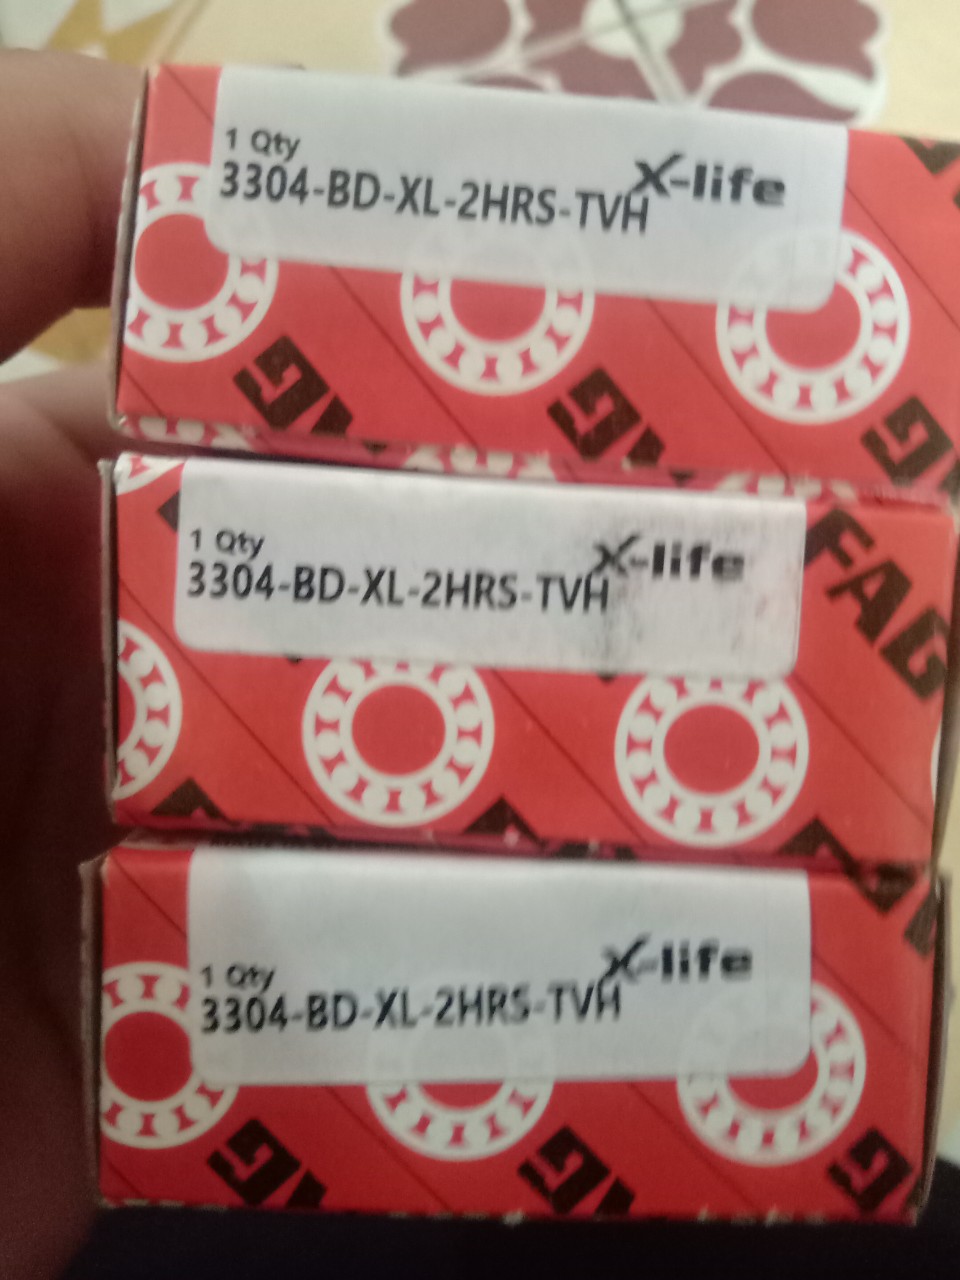 1 Qty
X-life
3304-BD-XL-2HRS-TVH
1 Qty
X-life
3304-BD-XL-2HRS-TVH
FAG
1 Qty
X-life
3304-BD-XL-2HRS-TVH